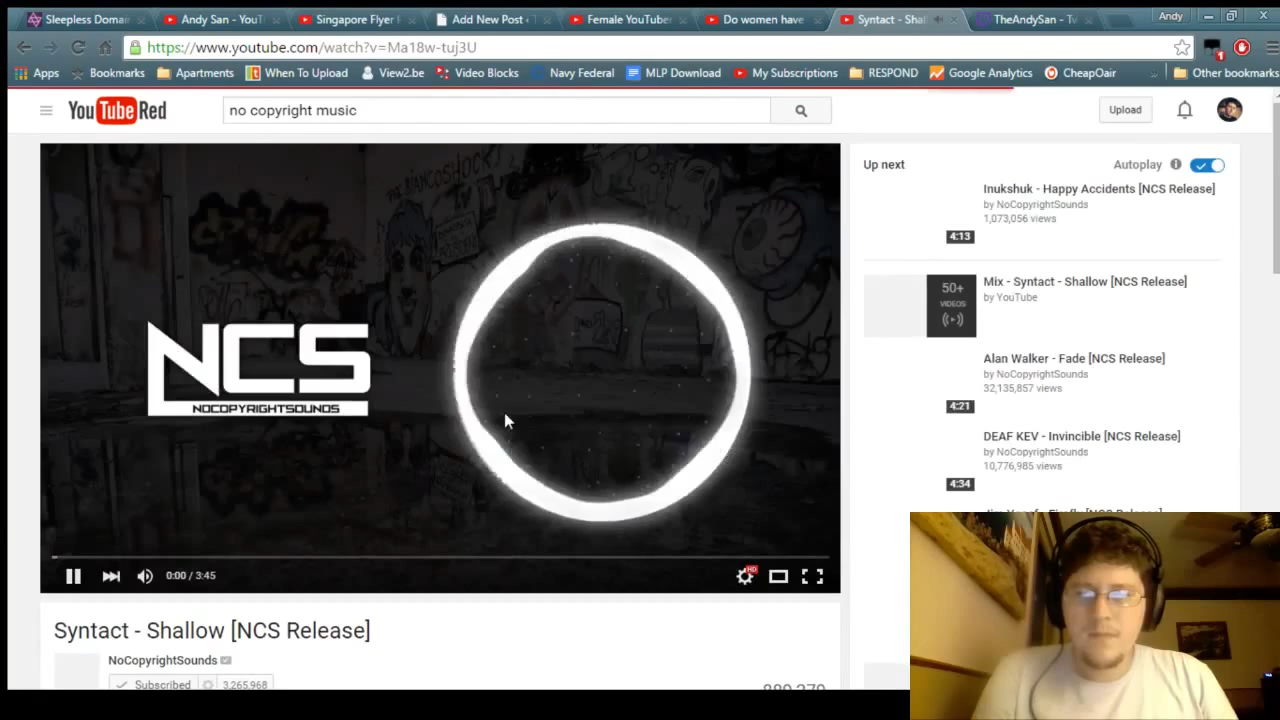 Sleepless Domai
Andy San - YouT
Singapore Flyer F
Add New Post ‹
Female YouTuber
Do women have
Syntact - Shal
TheAndySan - Tw
Andy
https://www.youtube.com/watch?v=Ma18w-tuj3U
1
Apps
Bookmarks
Apartments
When To Upload
View2.be
Video Blocks
Navy Federal
MLP Download
My Subscriptions
RESPOND
Google Analytics
CheapOair
Other bookmarks
YouTube Red
no copyright music
Upload
NCS
NOCOPYRIGHTSOUNDS
0:00 / 3:45
HD
Syntact - Shallow [NCS Release]
NoCopyrightSounds
Subscribed
3,265,968
Up next
Autoplay
Inukshuk - Happy Accidents [NCS Release]
by NoCopyrightSounds
1,073,056 views
4:13
50+
VIDEOS
Mix - Syntact - Shallow [NCS Release]
by YouTube
Alan Walker - Fade [NCS Release]
by NoCopyrightSounds
32,135,857 views
4:21
DEAF KEV - Invincible [NCS Release]
by NoCopyrightSounds
10,776,985 views
4:34